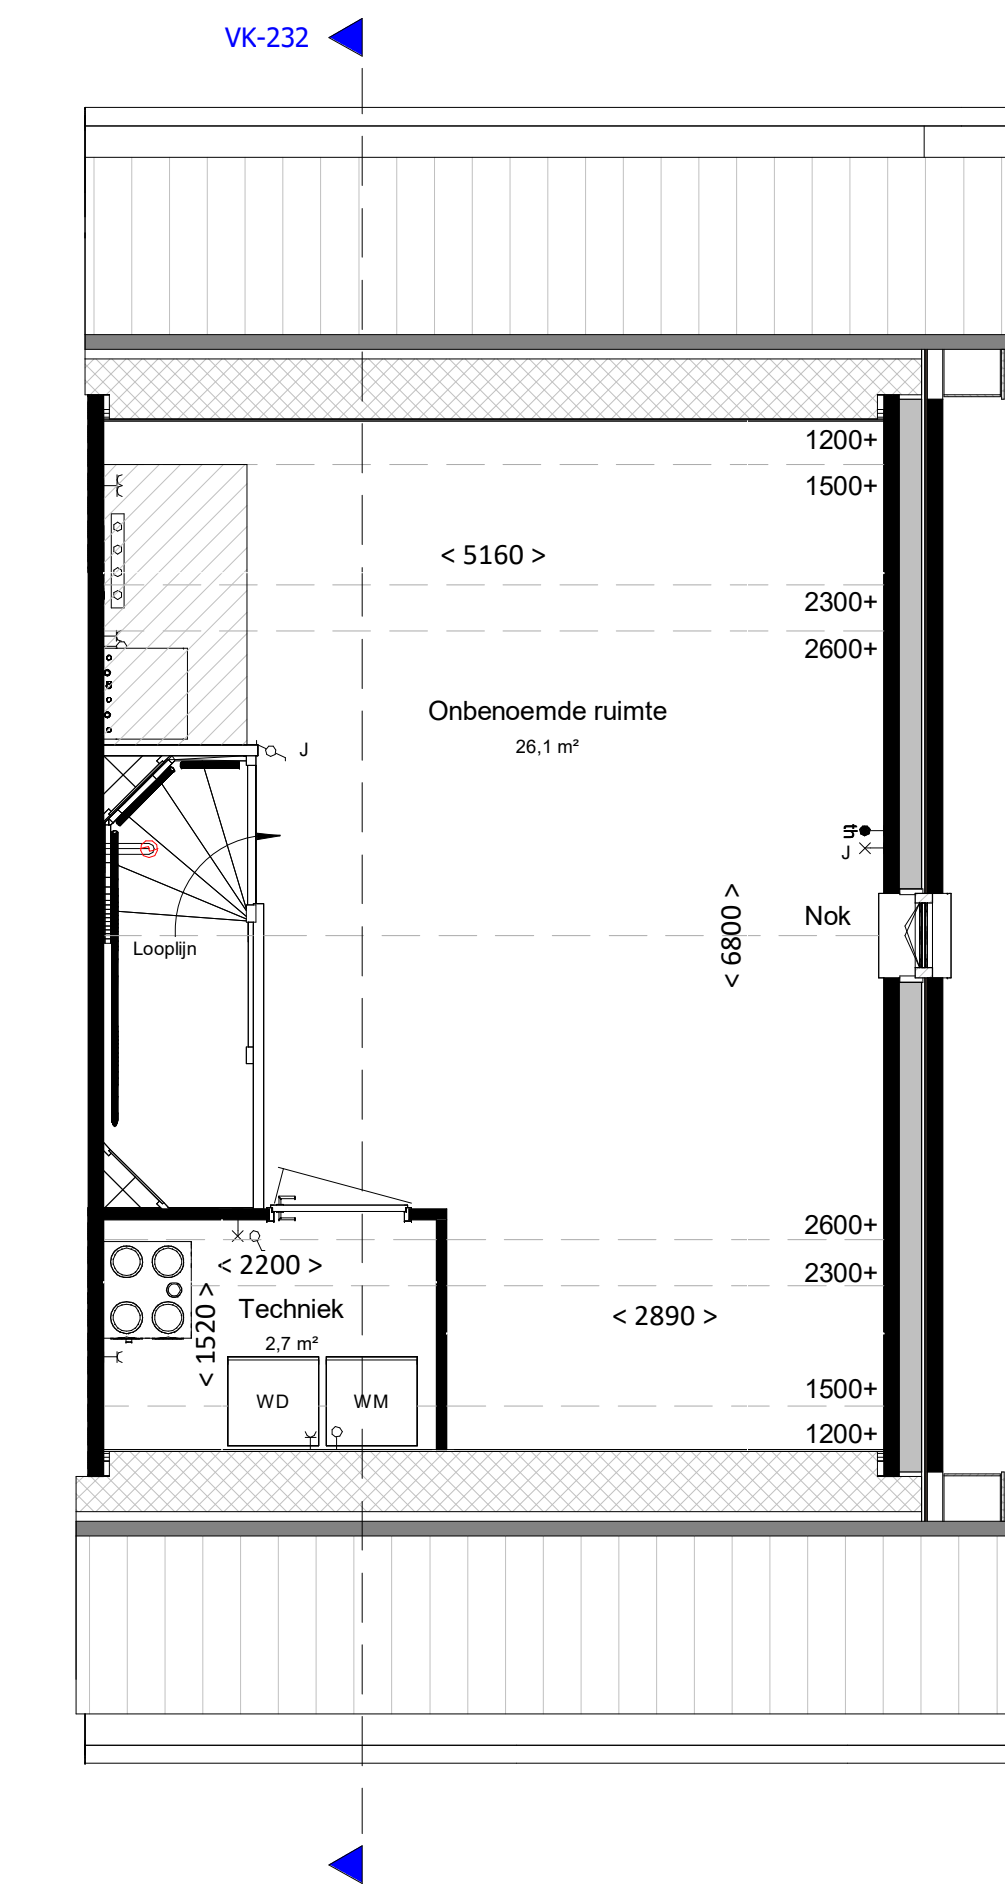 VK-232
1200+
1500+
< 5160 >
2300+
2600+
Onbenoemde ruimte
26,1 m²
J
th
J
< 6800 >
Nok
Looplijn
2600+
< 2200 >
2300+
< 1520 >
Techniek
< 2890 >
2,7 m²
1500+
WD
WM
1200+